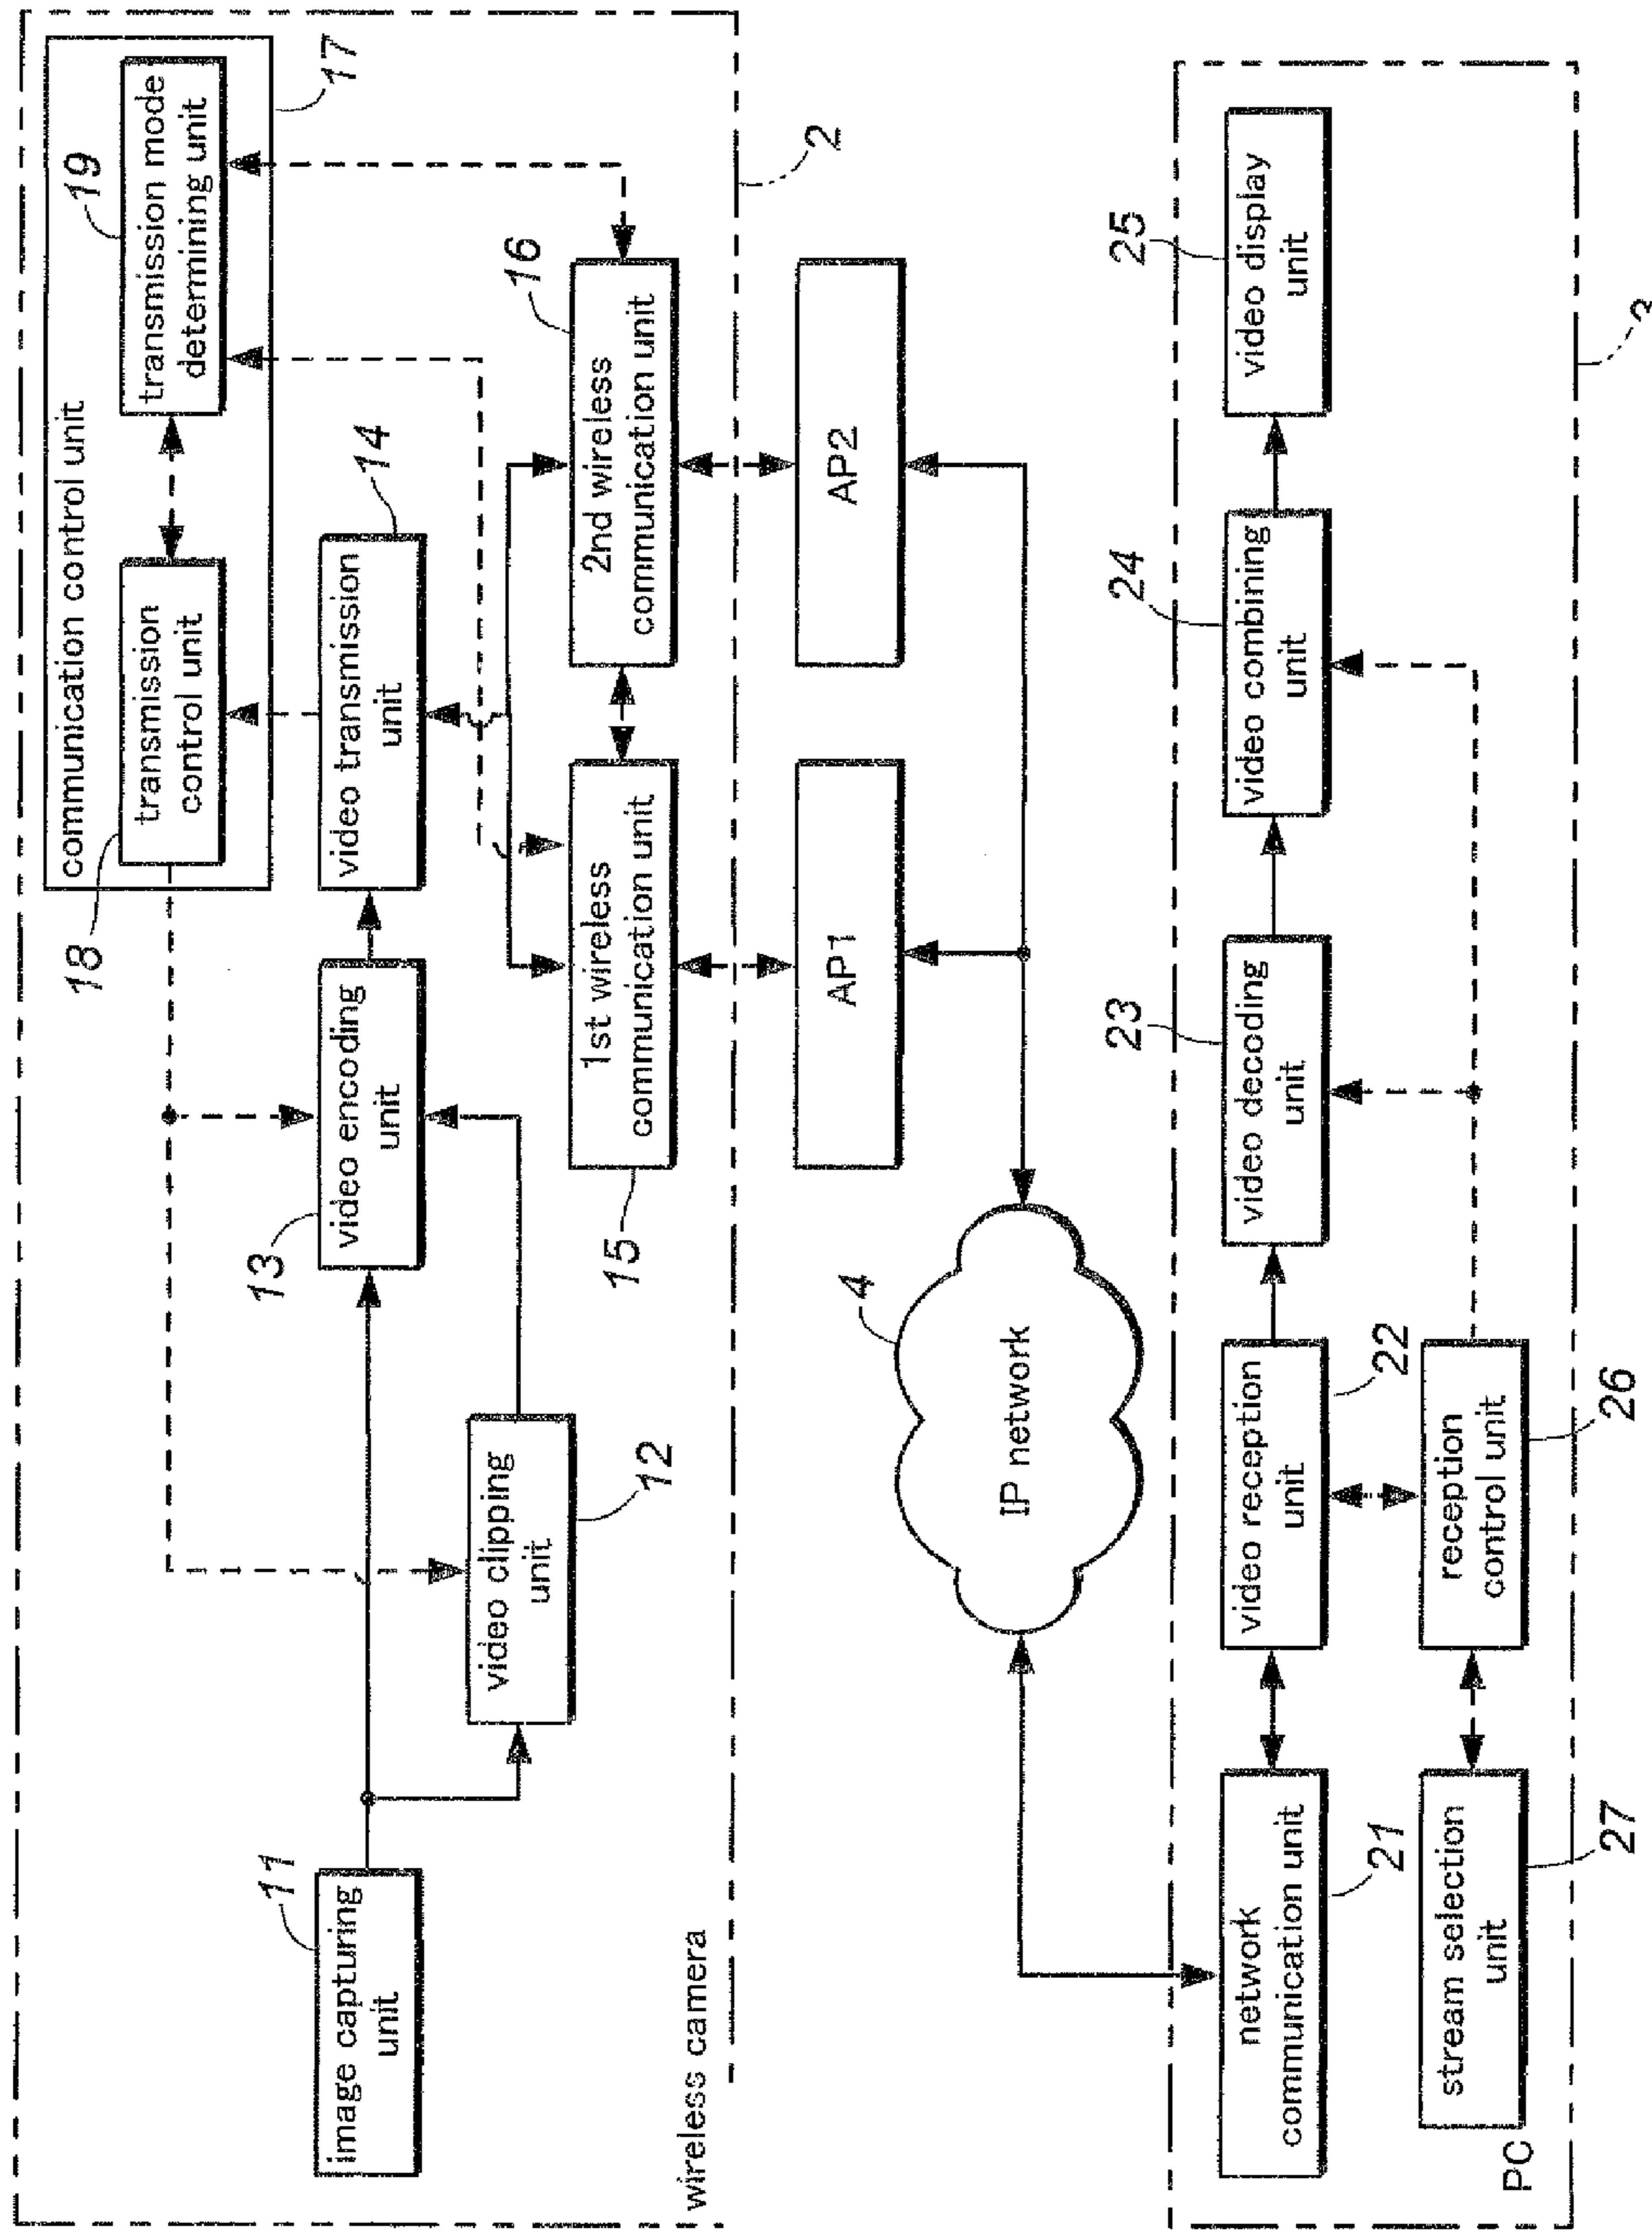 communication control unit
18
transmission
control unit
19
transmission mode
determining unit
17
11
image capturing
unit
13
video encoding
unit
14
video transmission
unit
video clipping
unit
12
15
1st wireless
communication unit
16
2nd wireless
communication unit
wireless camera
2
AP1
AP2
4
IP network
network
communication unit
21
video reception
unit
22
23
video decoding
unit
24
video combining
unit
25
video display
unit
stream selection
unit
27
reception
control unit
26
PC
3